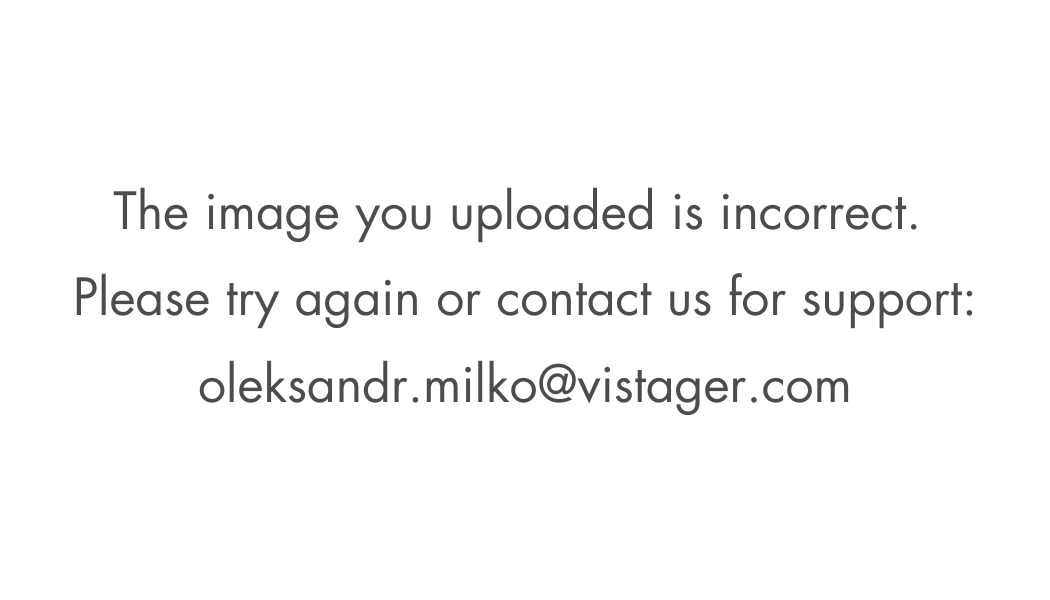 The image you uploaded is incorrect.
Please try again or contact us for support:
oleksandr.milko@vistager.com